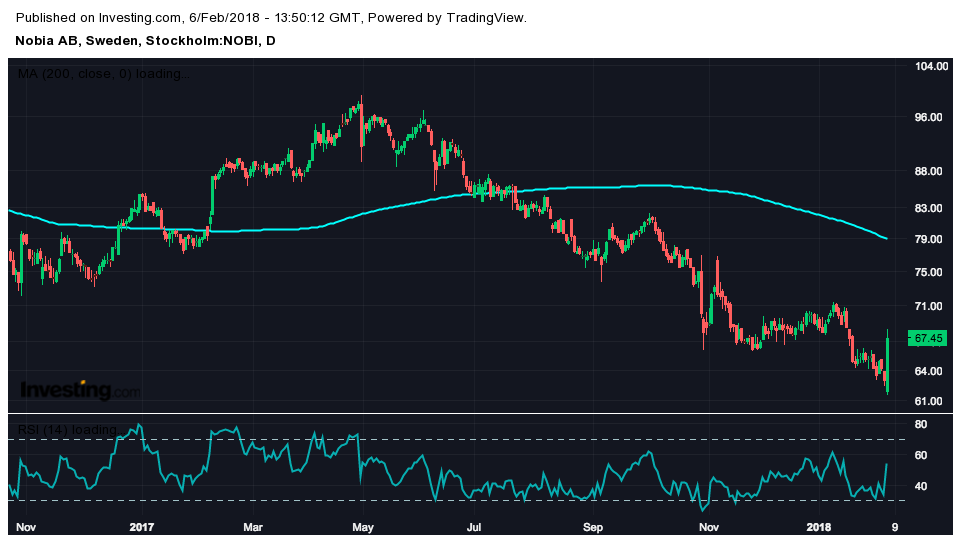 Published on Investing.com, 6/Feb/2018 - 13:50:12 GMT, Powered by TradingView.
Nobia AB, Sweden, Stockholm:NOBI, D
MA (200, close, 0) loading...
104.00
96.00
88.00
83.00
79.00
75.00
71.00
67.45
64.00
61.00
Investing.com
RSI (14) loading...
80
60
40
Nov 2017 Mar May Jul Sep Nov 2018 9